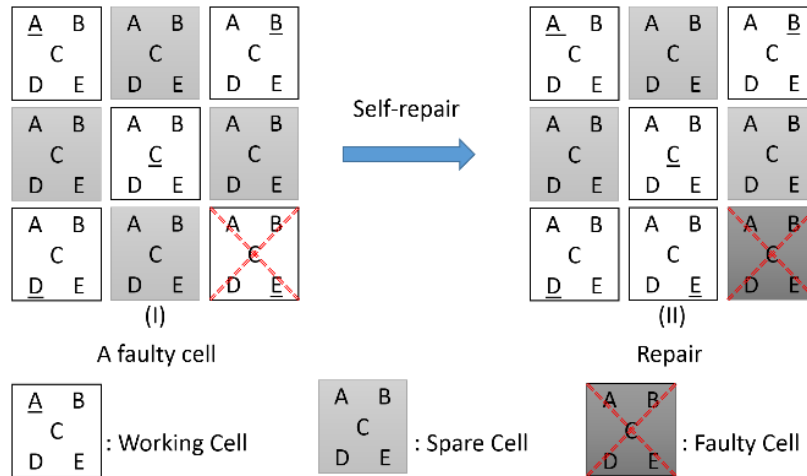 A B A B A B
C C C
D E D E D E
A B A B A B
C C C
D E D E D E
A B A B A B
C C C
D E D E D E
(I)
A faulty cell
Self-repair
A B A B A B
C C C
D E D E D E
A B A B A B
C C C
D E D E D E
A B A B A B
C C C
D E D E D E
(II)
Repair
A B
C
D E
: Working Cell
A B
C
D E
: Spare Cell
A B
C
D E
: Faulty Cell